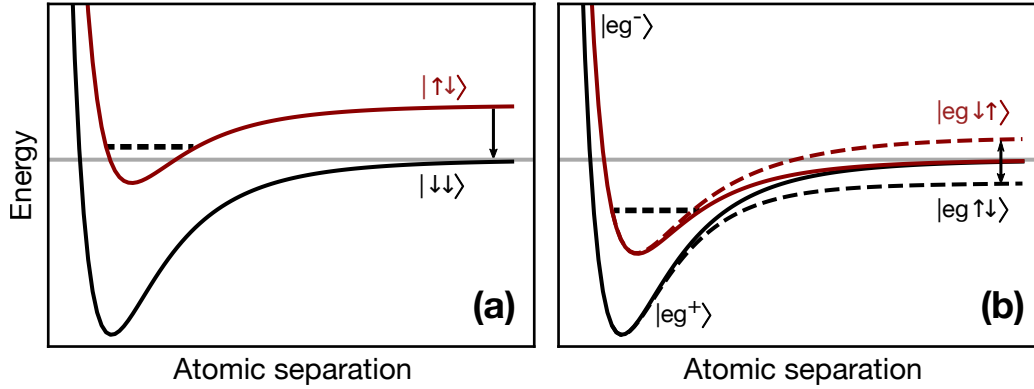 Energy
|↑↓⟩
|↓↓⟩
(a)
Atomic separation
|eg⁻⟩
|eg↓↑⟩
|eg↑↓⟩
|eg⁺⟩
(b)
Atomic separation